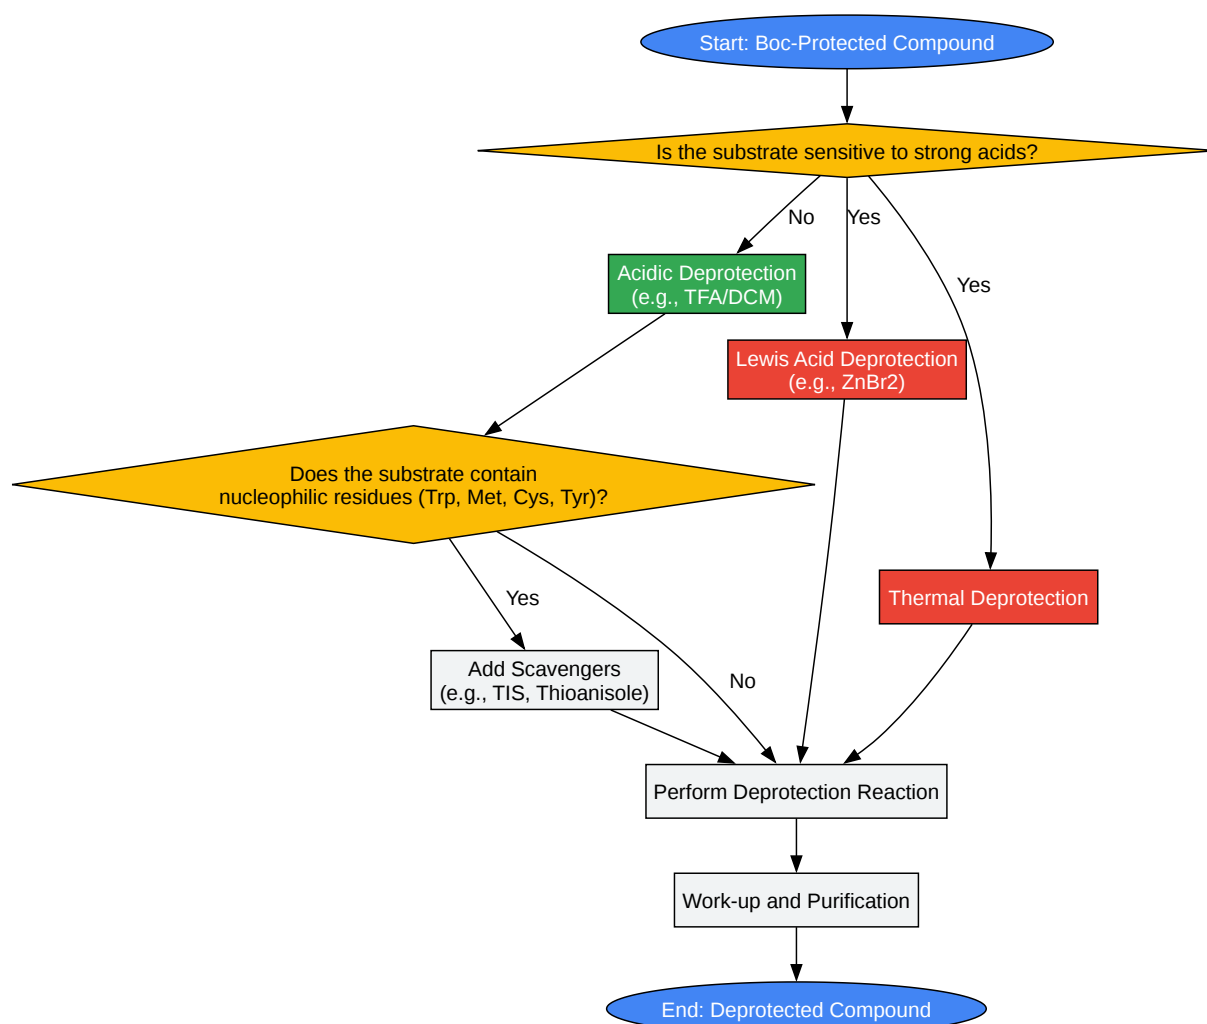 Start: Boc-Protected Compound
Is the substrate sensitive to strong acids?
No
Yes
Yes
Acidic Deprotection
(e.g., TFA/DCM)
Lewis Acid Deprotection
(e.g., ZnBr2)
Does the substrate contain
nucleophilic residues (Trp, Met, Cys, Tyr)?
Thermal Deprotection
Yes
No
Add Scavengers
(e.g., TIS, Thioanisole)
Perform Deprotection Reaction
Work-up and Purification
End: Deprotected Compound